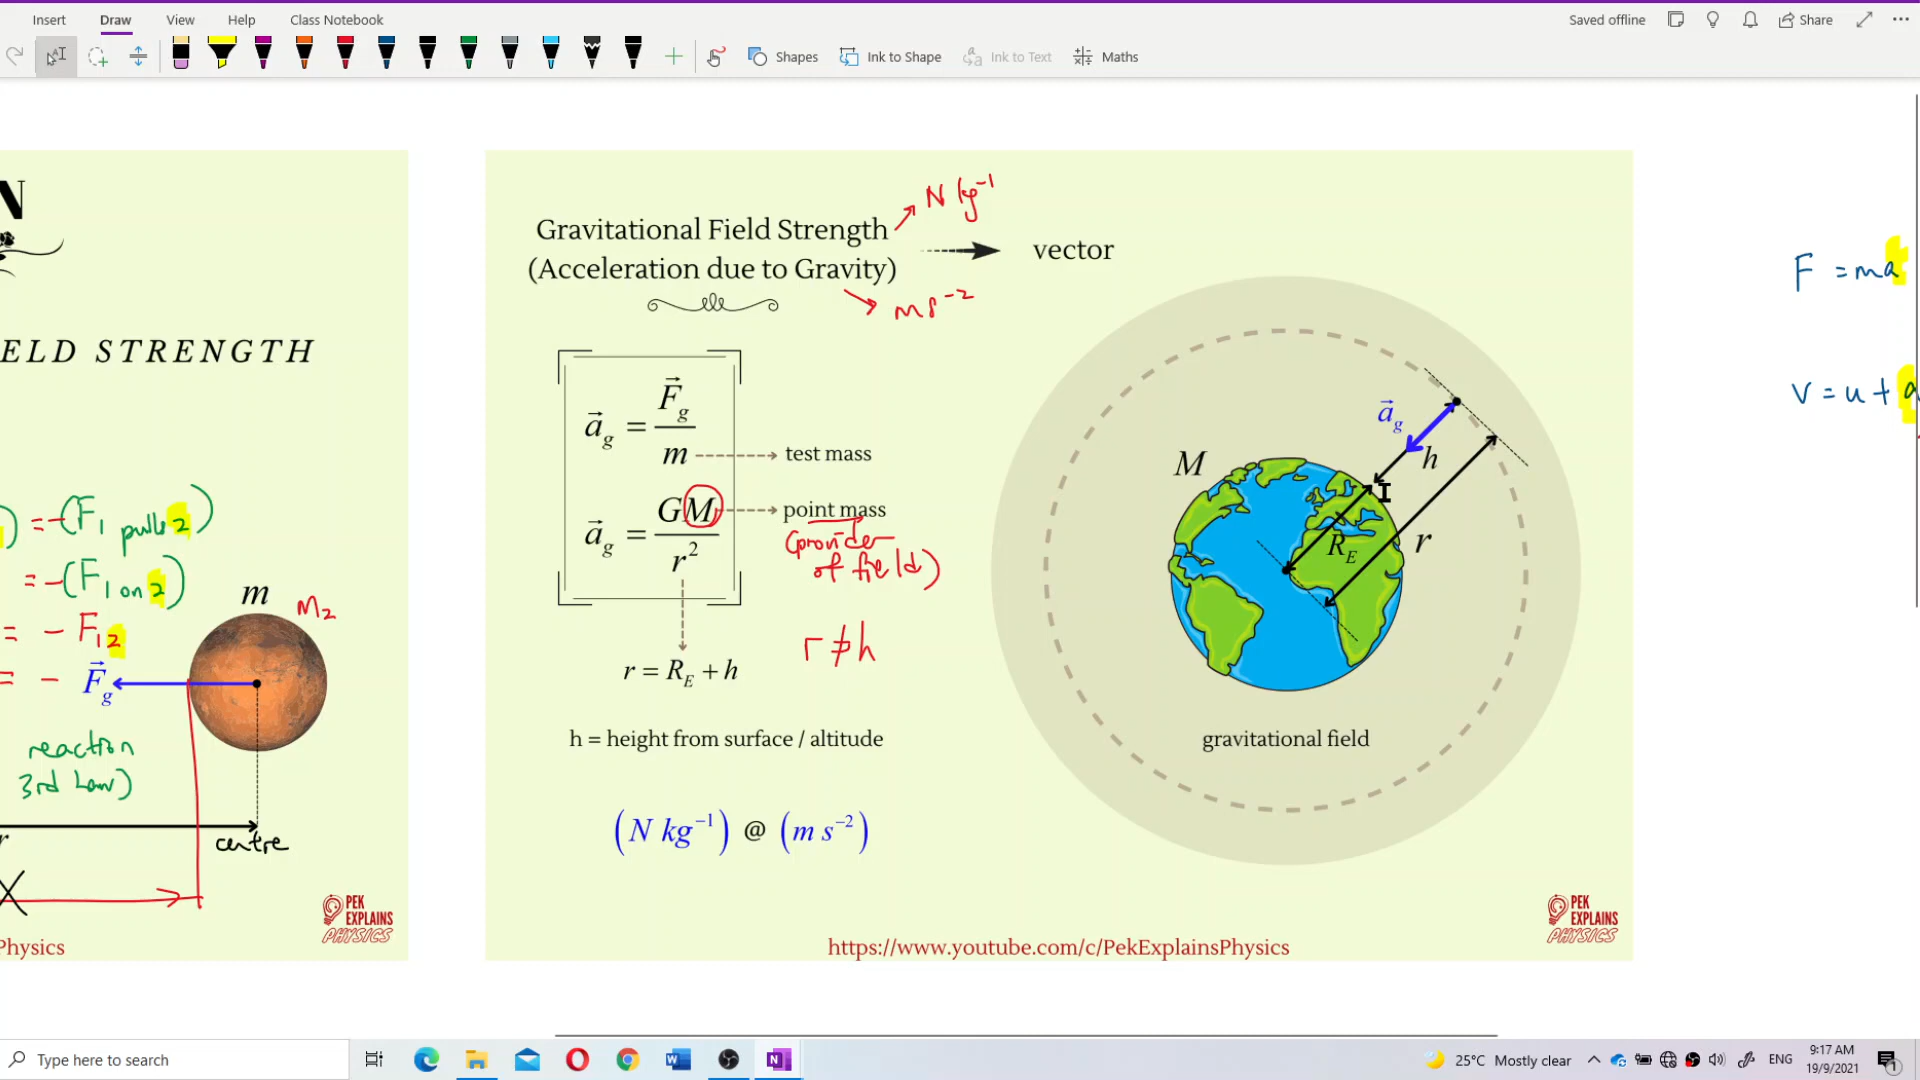 Insert Draw View Help Class Notebook
Saved offline Share
Shapes Ink to Shape Ink to Text Maths
N
ELD STRENGTH
) = -(F1 pulls 2)
= -(F1 on 2)
= - F12
= - F⃗g
m
M2
reaction
3rd Law)
r
centre
X
Physics
PEK
EXPLAINS
PHYSICS
Gravitational Field Strength
(Acceleration due to Gravity)
N kg⁻¹
ms⁻²
vector
a⃗g = F⃗g / m
test mass
a⃗g = GM / r²
point mass
(provider
of field)
r = RE + h
r ≠ h
h = height from surface / altitude
(N kg⁻¹) @ (m s⁻²)
a⃗g
h
M
RE
r
gravitational field
PEK
EXPLAINS
PHYSICS
https://www.youtube.com/c/PekExplainsPhysics
F = ma
v = u + a
Type here to search
25°C Mostly clear
ENG
9:17 AM
19/9/2021
1